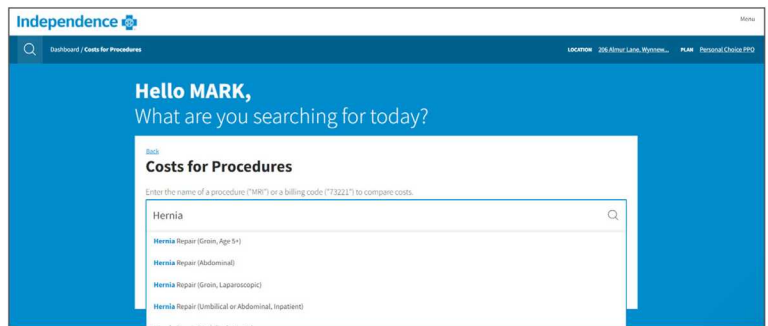 Independence
Menu
Dashboard / Costs for Procedures
LOCATION 206 Almur Lane, Wynnew... PLAN Personal Choice PPO
Hello MARK,
What are you searching for today?
Back
Costs for Procedures
Enter the name of a procedure ("MRI") or a billing code ("73221") to compare costs.
Hernia
Hernia Repair (Groin, Age 5+)
Hernia Repair (Abdominal)
Hernia Repair (Groin, Laparoscopic)
Hernia Repair (Umbilical or Abdominal, Inpatient)